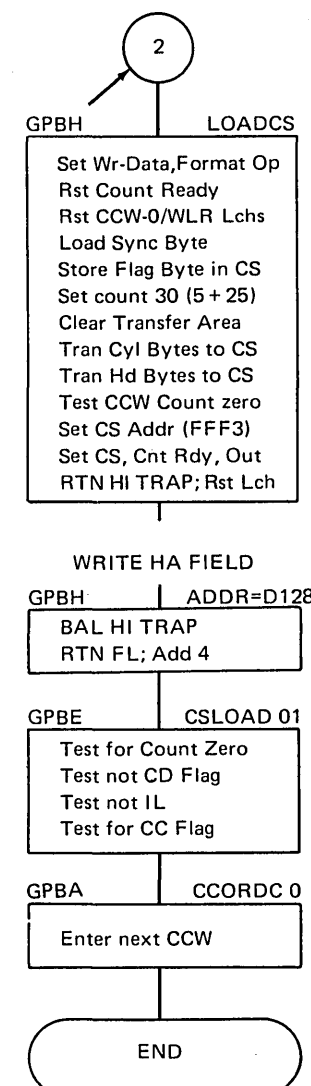 2
GPBH LOADCS
Set Wr-Data,Format Op
Rst Count Ready
Rst CCW-0/WLR Lchs
Load Sync Byte
Store Flag Byte in CS
Set count 30 (5 + 25)
Clear Transfer Area
Tran Cyl Bytes to CS
Tran Hd Bytes to CS
Test CCW Count zero
Set CS Addr (FFF3)
Set CS, Cnt Rdy, Out
RTN HI TRAP; Rst Lch
WRITE HA FIELD
GPBH ADDR=D128
BAL HI TRAP
RTN FL; Add 4
GPBE CSLOAD 01
Test for Count Zero
Test not CD Flag
Test not IL
Test for CC Flag
GPBA CCORDC 0
Enter next CCW
END